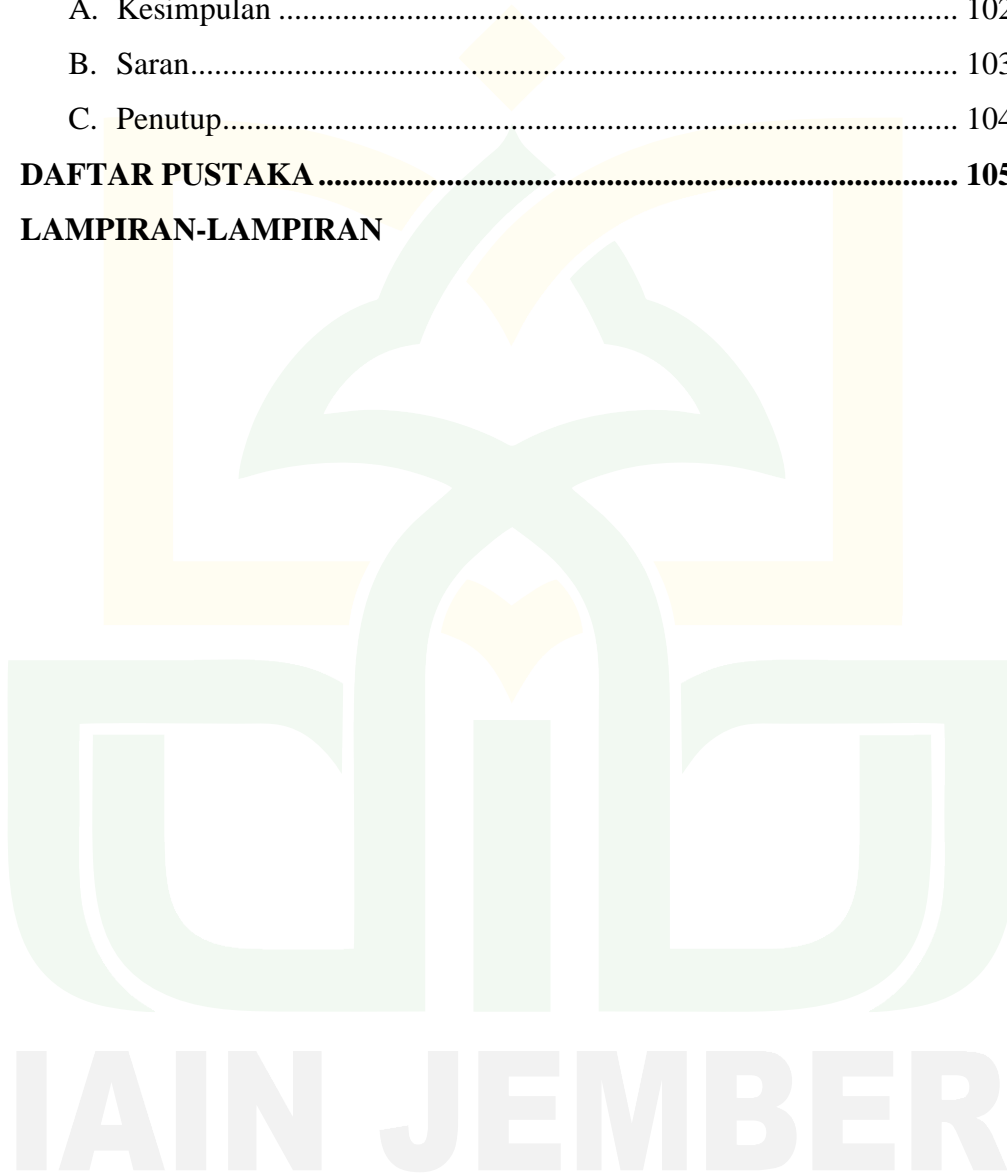 A. Kesimpulan ..................................................................................... 102
B. Saran................................................................................................ 103
C. Penutup............................................................................................ 104
DAFTAR PUSTAKA ................................................................................ 105
LAMPIRAN-LAMPIRAN
IAIN JEMBER